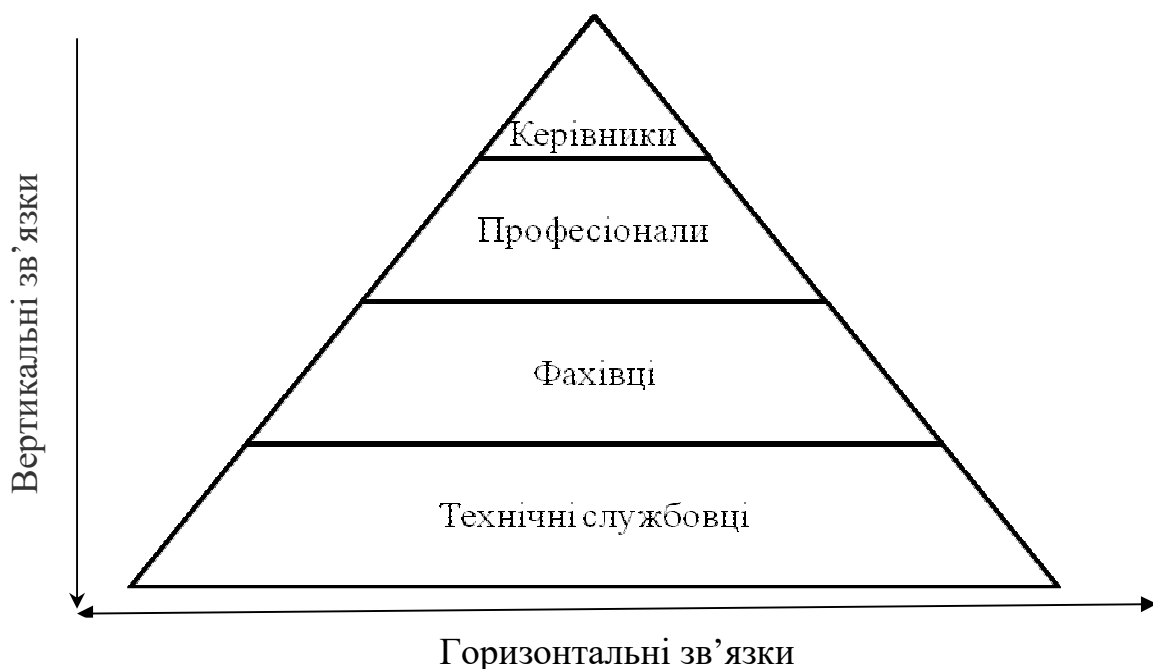 Вертикальні зв’язки
Керівники
Професіонали
Фахівці
Технічні службовці
Горизонтальні зв’язки